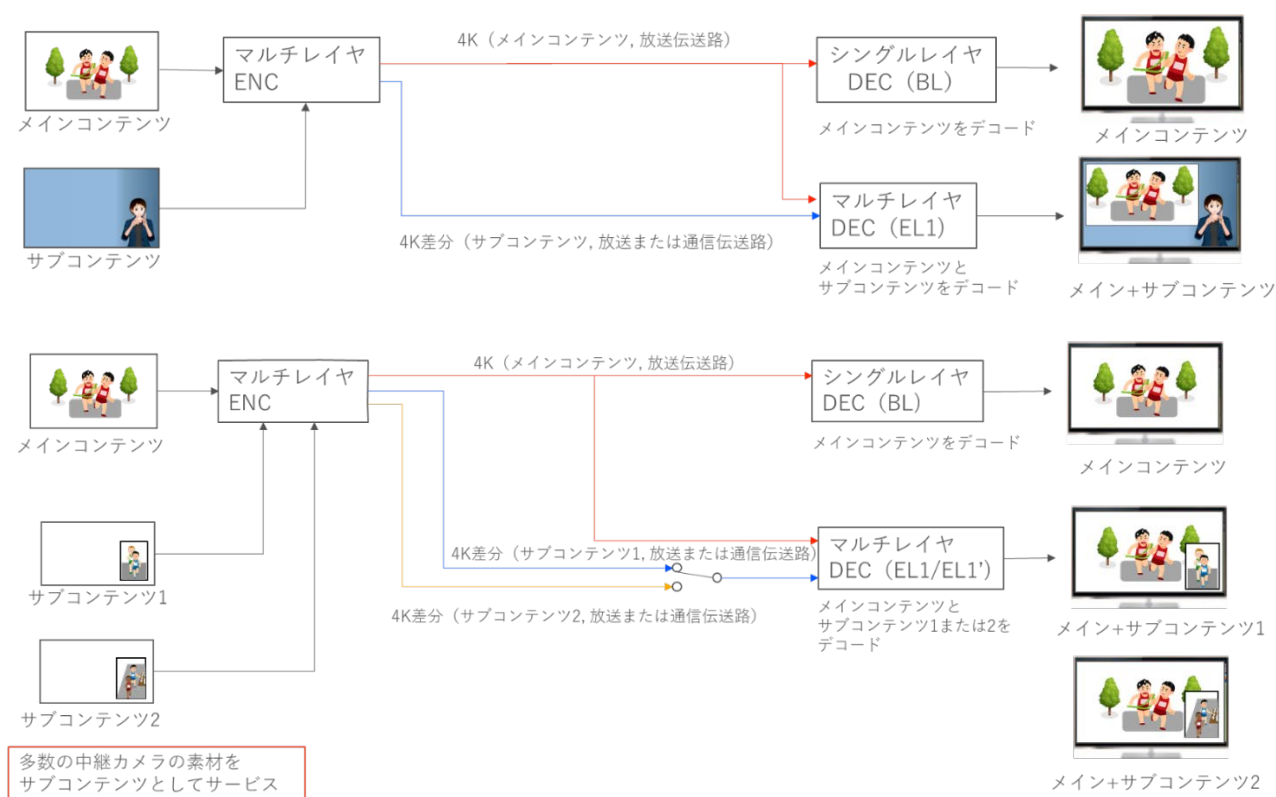 4K（メインコンテンツ, 放送伝送路）
マルチレイヤ
ENC
シングルレイヤ
DEC（BL）
メインコンテンツ
メインコンテンツをデコード
メインコンテンツ
マルチレイヤ
DEC（EL1）
4K差分（サブコンテンツ, 放送または通信伝送路）
サブコンテンツ
メインコンテンツと
サブコンテンツをデコード
メイン+サブコンテンツ
4K（メインコンテンツ, 放送伝送路）
マルチレイヤ
ENC
シングルレイヤ
DEC（BL）
メインコンテンツ
メインコンテンツをデコード
メインコンテンツ
4K差分（サブコンテンツ1, 放送または通信伝送路）
マルチレイヤ
DEC（EL1/EL1’）
サブコンテンツ1
4K差分（サブコンテンツ2, 放送または通信伝送路）
メインコンテンツと
サブコンテンツ1または2を
デコード
メイン+サブコンテンツ1
サブコンテンツ2
多数の中継カメラの素材を
サブコンテンツとしてサービス
メイン+サブコンテンツ2